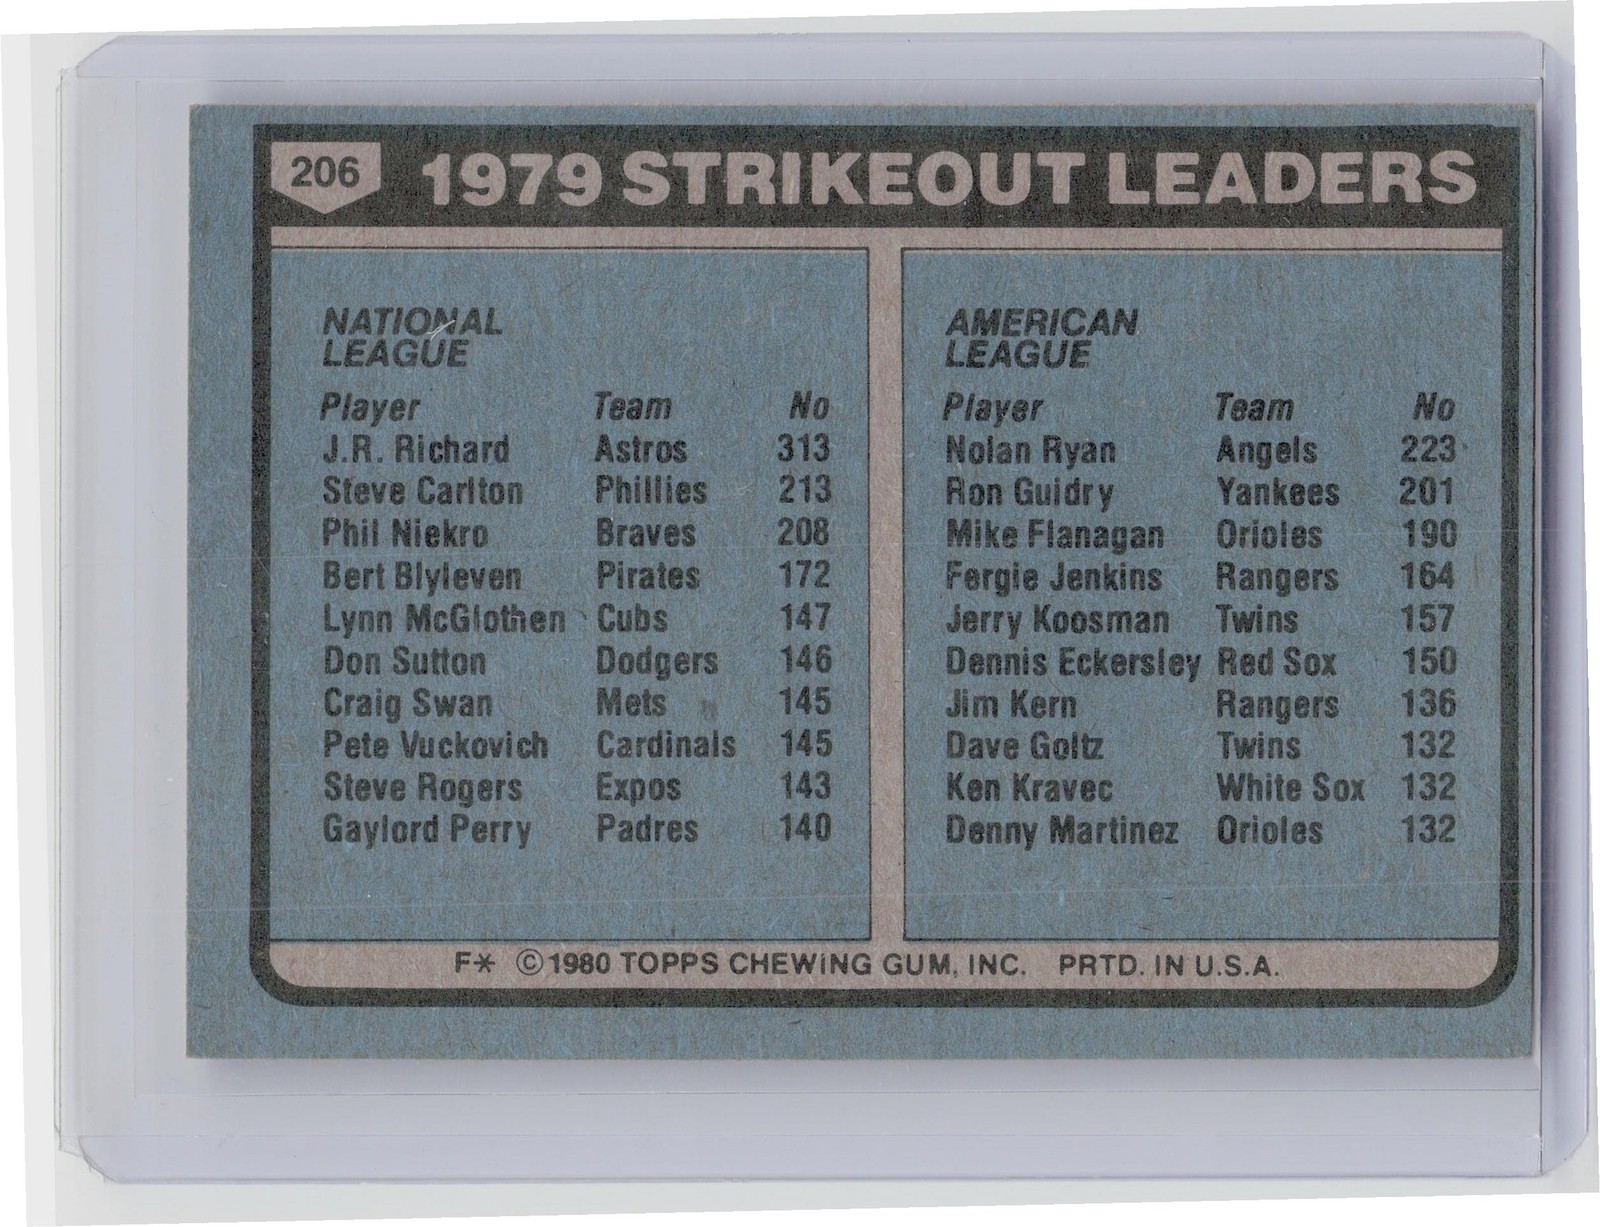 206 1979 STRIKEOUT LEADERS
NATIONAL
LEAGUE
Player Team No
J.R. Richard Astros 313
Steve Carlton Phillies 213
Phil Niekro Braves 208
Bert Blyleven Pirates 172
Lynn McGlothen Cubs 147
Don Sutton Dodgers 146
Craig Swan Mets 145
Pete Vuckovich Cardinals 145
Steve Rogers Expos 143
Gaylord Perry Padres 140
AMERICAN
LEAGUE
Player Team No
Nolan Ryan Angels 223
Ron Guidry Yankees 201
Mike Flanagan Orioles 190
Fergie Jenkins Rangers 164
Jerry Koosman Twins 157
Dennis Eckersley Red Sox 150
Jim Kern Rangers 136
Dave Goltz Twins 132
Ken Kravec White Sox 132
Denny Martinez Orioles 132
F* ©1980 TOPPS CHEWING GUM, INC. PRTD. IN U.S.A.